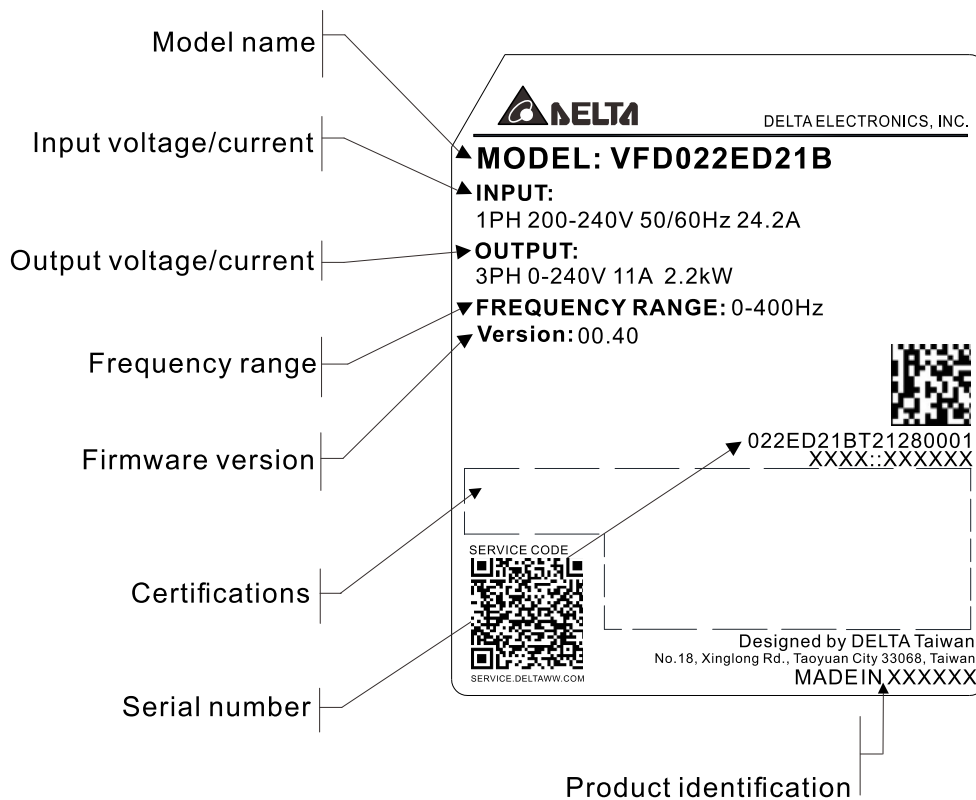 Model name
Input voltage/current
Output voltage/current
Frequency range
Firmware version
Certifications
Serial number
Product identification
DELTA
DELTA ELECTRONICS, INC.
MODEL: VFD022ED21B
INPUT:
1PH 200-240V 50/60Hz 24.2A
OUTPUT:
3PH 0-240V 11A 2.2kW
FREQUENCY RANGE: 0-400Hz
Version: 00.40
022ED21BT21280001
XXXX::XXXXXX
SERVICE CODE
SERVICE.DELTAWW.COM
Designed by DELTA Taiwan
No.18, Xinglong Rd., Taoyuan City 33068, Taiwan
MADE IN XXXXXX